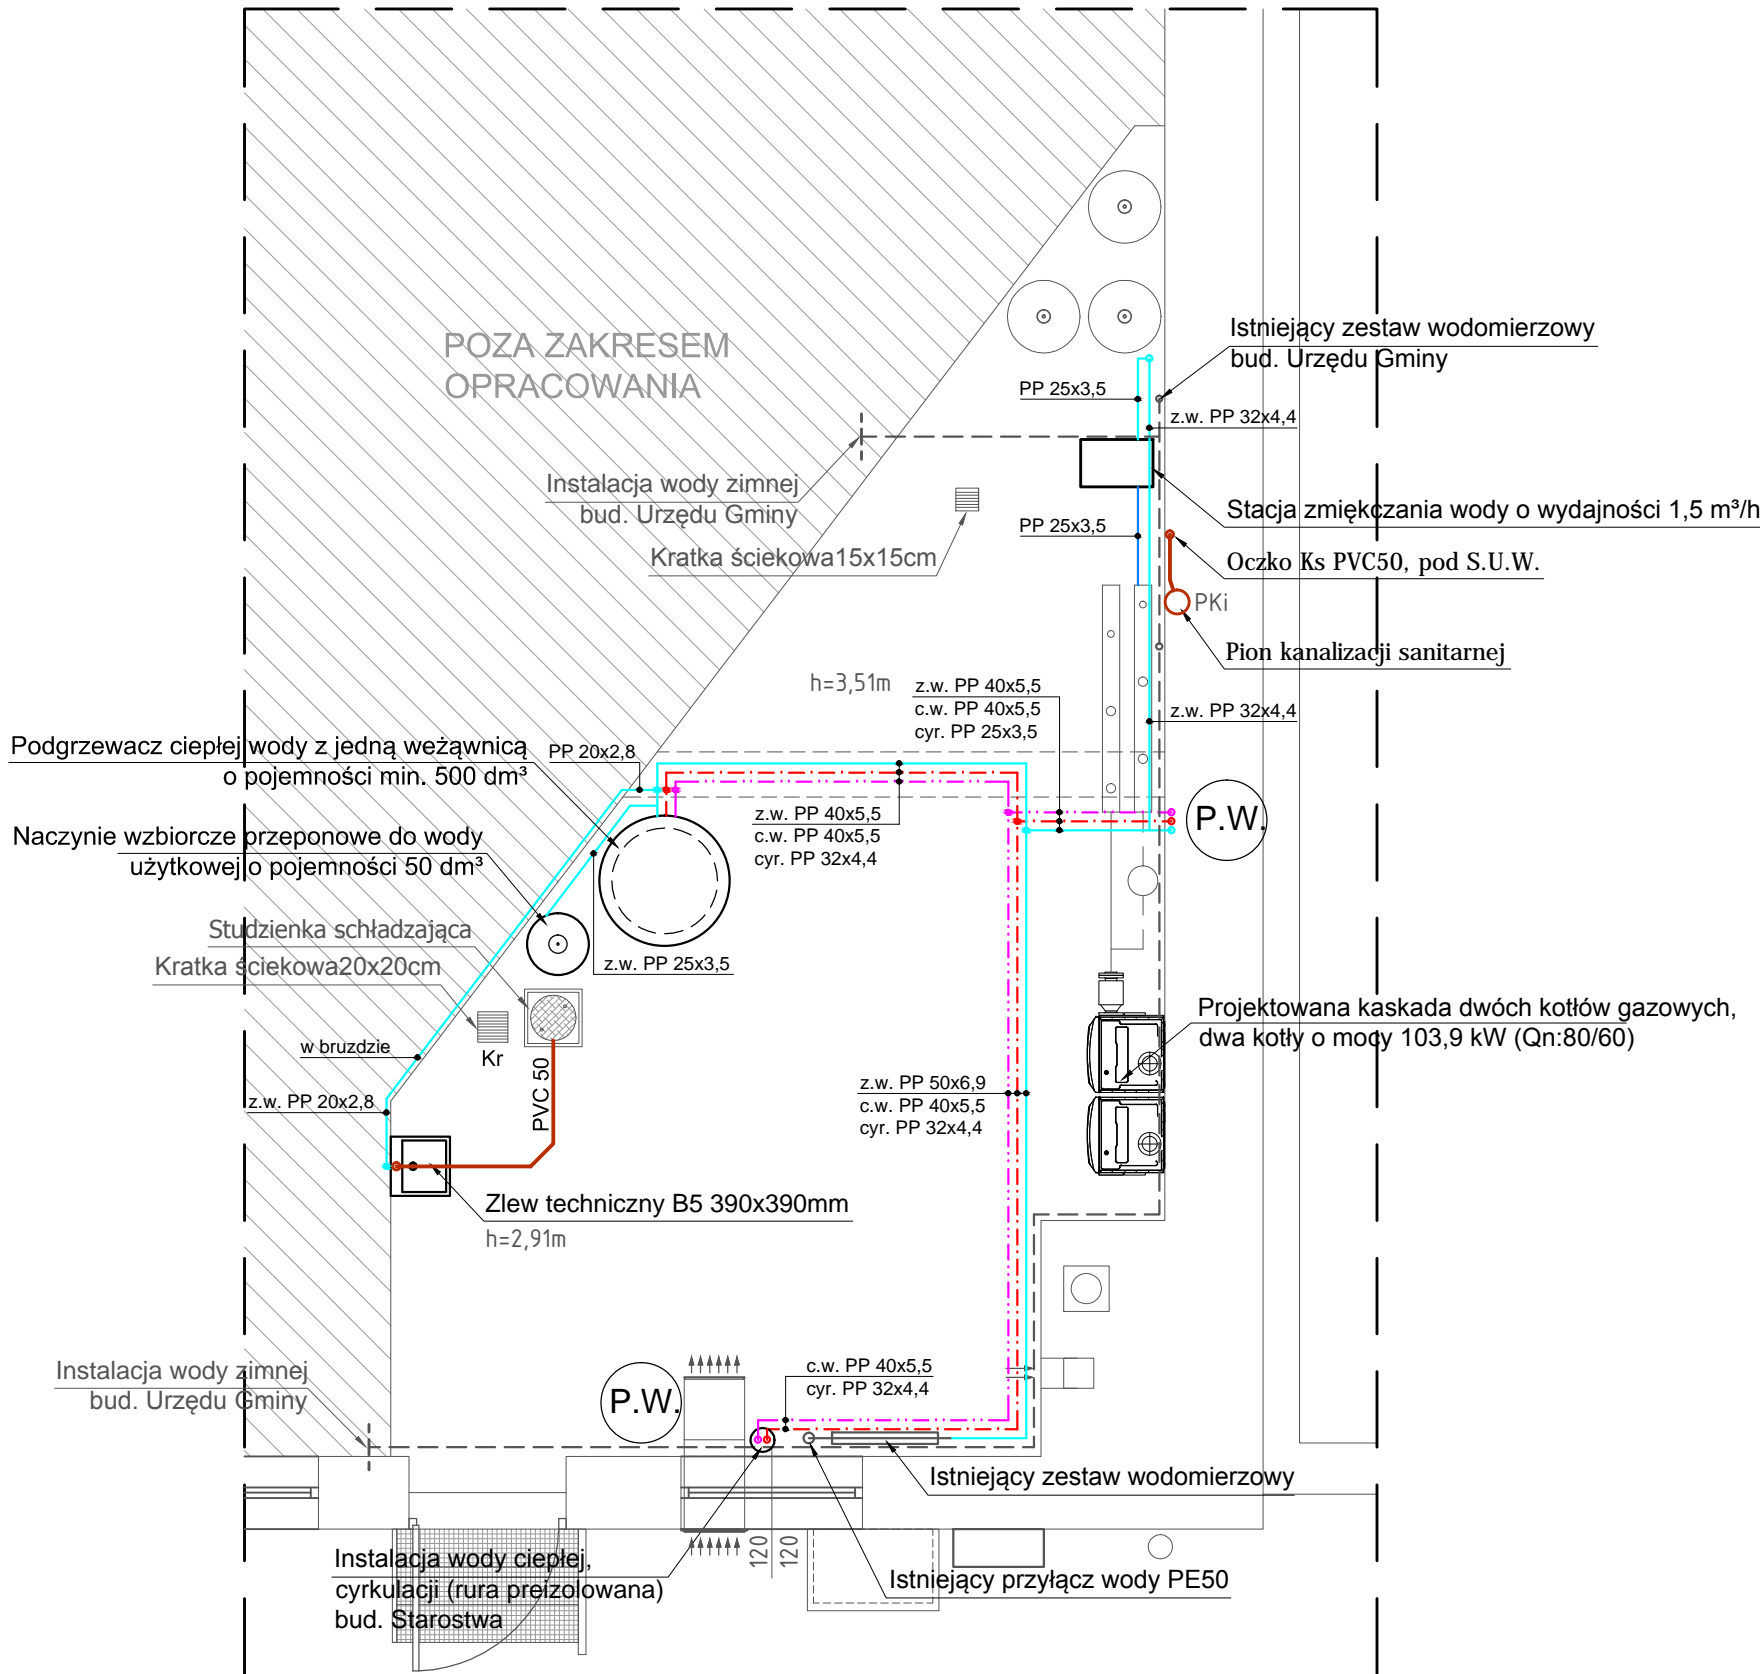 POZA ZAKRESEM
OPRACOWANIA
Istniejący zestaw wodomierzowy
bud. Urzędu Gminy
PP 25x3,5
z.w. PP 32x4,4
Instalacja wody zimnej
bud. Urzędu Gminy
Stacja zmiękczania wody o wydajności 1,5 m³/h
PP 25x3,5
Kratka ściekowa15x15cm
Oczko Ks PVC50, pod S.U.W.
PKi
Pion kanalizacji sanitarnej
h=3,51m
z.w. PP 40x5,5
c.w. PP 40x5,5
cyr. PP 25x3,5
z.w. PP 32x4,4
Podgrzewacz ciepłej wody z jedną weżąwnicą
o pojemności min. 500 dm³
PP 20x2,8
z.w. PP 40x5,5
c.w. PP 40x5,5
cyr. PP 32x4,4
P.W.
Naczynie wzbiorcze przeponowe do wody
użytkowej o pojemności 50 dm³
Studzienka schładzająca
Kratka ściekowa20x20cm
z.w. PP 25x3,5
Projektowana kaskada dwóch kotłów gazowych,
dwa kotły o mocy 103,9 kW (Qn:80/60)
w bruzdzie
Kr
PVC 50
z.w. PP 20x2,8
z.w. PP 50x6,9
c.w. PP 40x5,5
cyr. PP 32x4,4
Zlew techniczny B5 390x390mm
h=2,91m
Instalacja wody zimnej
bud. Urzędu Gminy
P.W.
c.w. PP 40x5,5
cyr. PP 32x4,4
Istniejący zestaw wodomierzowy
120
120
Instalacja wody ciepłej,
cyrkulacji (rura preizolowana)
bud. Starostwa
Istniejący przyłącz wody PE50